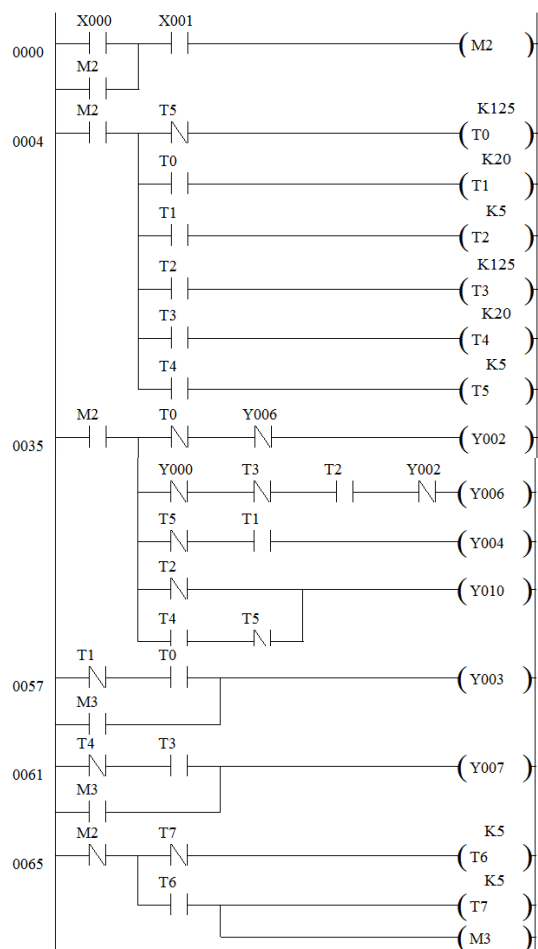 X000 X001
0000 M2
M2
M2 T5 K125
0004 T0
T0 K20
T1
T1 K5
T2
T2 K125
T3
T3 K20
T4
T4 K5
T5
M2 T0 Y006
0035 Y002
Y000 T3 T2 Y002
Y006
T5 T1
Y004
T2
Y010
T4 T5
T1 T0
0057 Y003
M3
T4 T3
0061 Y007
M3
M2 T7 K5
0065 T6
T6 K5
T7
M3